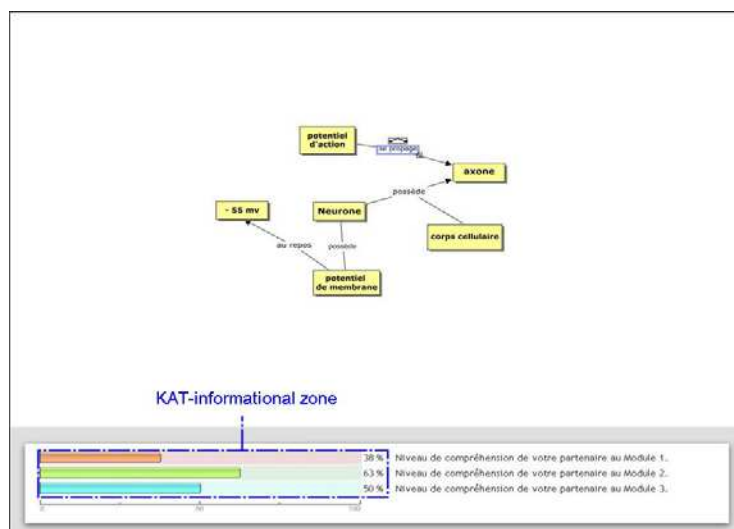 potentiel
d'action
se propage
axone
possède
- 55 mv
Neurone
corps cellulaire
au repos
possède
potentiel
de membrane
KAT-informational zone
38 % Niveau de compréhension de votre partenaire au Module 1.
63 % Niveau de compréhension de votre partenaire au Module 2.
50 % Niveau de compréhension de votre partenaire au Module 3.
0 50 100